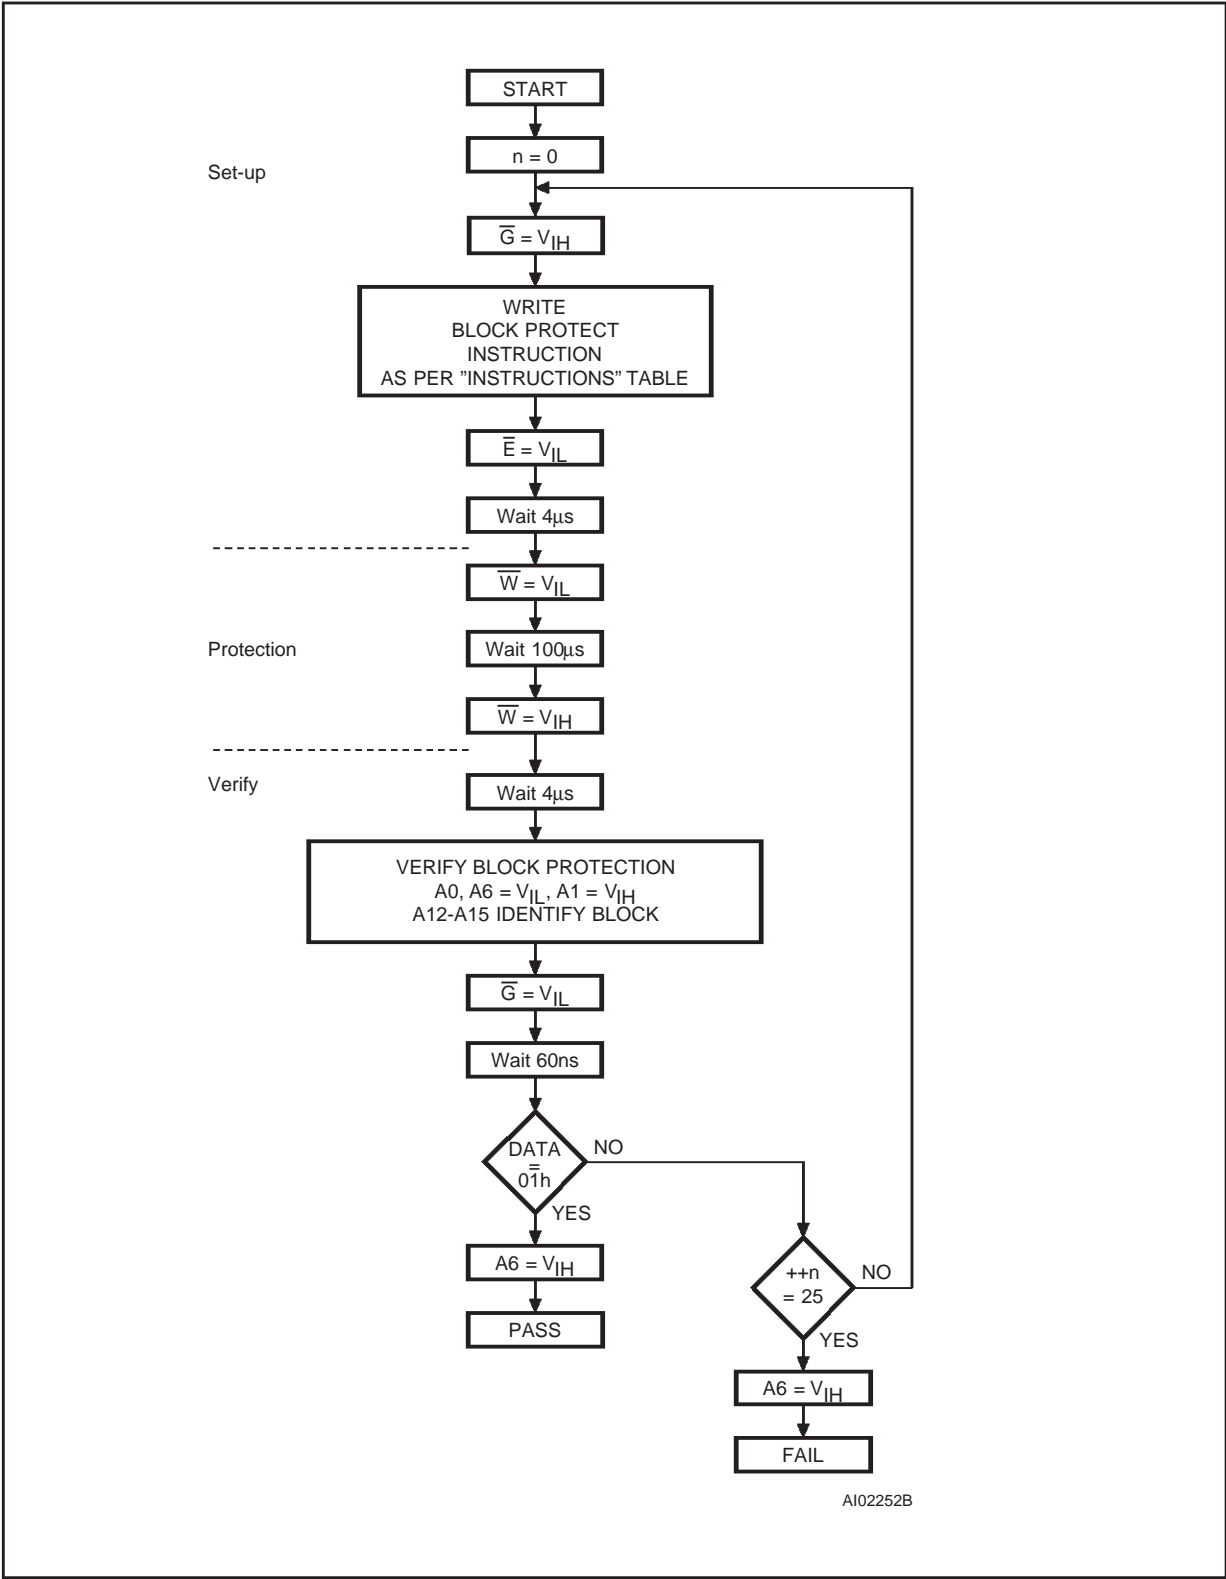 START
n = 0
Set-up
G̅ = VIH
WRITE
BLOCK PROTECT
INSTRUCTION
AS PER ”INSTRUCTIONS” TABLE
E̅ = VIL
Wait 4µs
W̅ = VIL
Protection
Wait 100µs
W̅ = VIH
Verify
Wait 4µs
VERIFY BLOCK PROTECTION
A0, A6 = VIL, A1 = VIH
A12-A15 IDENTIFY BLOCK
G̅ = VIL
Wait 60ns
DATA
=
01h
NO
YES
A6 = VIH
PASS
++n
= 25
NO
YES
A6 = VIH
FAIL
AI02252B